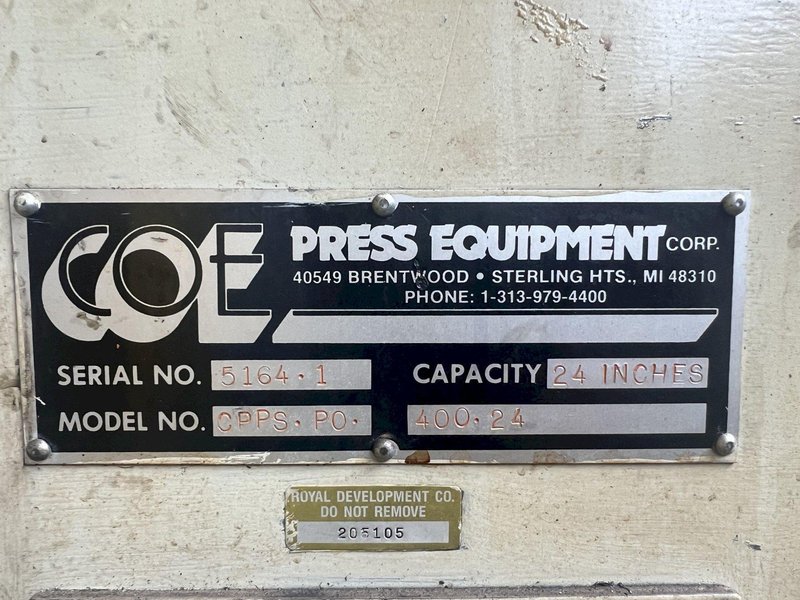 COE PRESS EQUIPMENT CORP.
40549 BRENTWOOD • STERLING HTS., MI 48310
PHONE: 1-313-979-4400
SERIAL NO. 5164·1 CAPACITY 24 INCHES
MODEL NO. CPPS·PO· 400·24
ROYAL DEVELOPMENT CO.
DO NOT REMOVE
205105